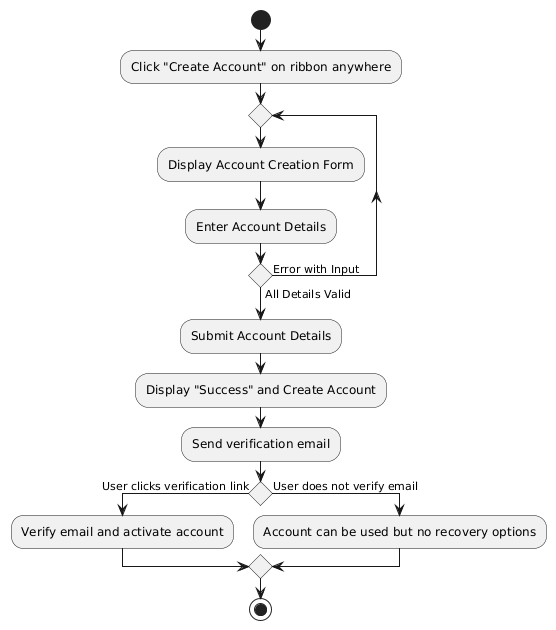 Click "Create Account" on ribbon anywhere
Display Account Creation Form
Enter Account Details
Error with Input
All Details Valid
Submit Account Details
Display "Success" and Create Account
Send verification email
User clicks verification link
User does not verify email
Verify email and activate account
Account can be used but no recovery options